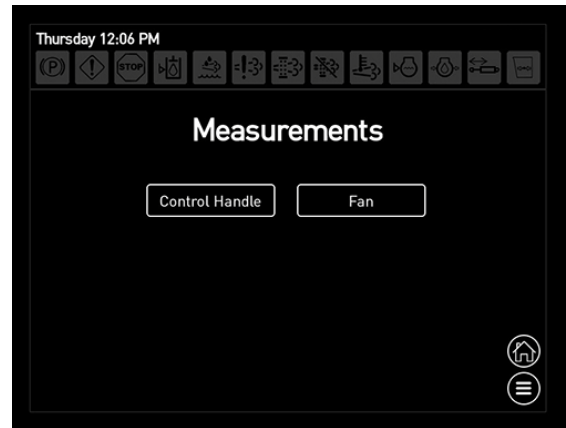 Thursday 12:06 PM
(P) STOP
Measurements
Control Handle Fan